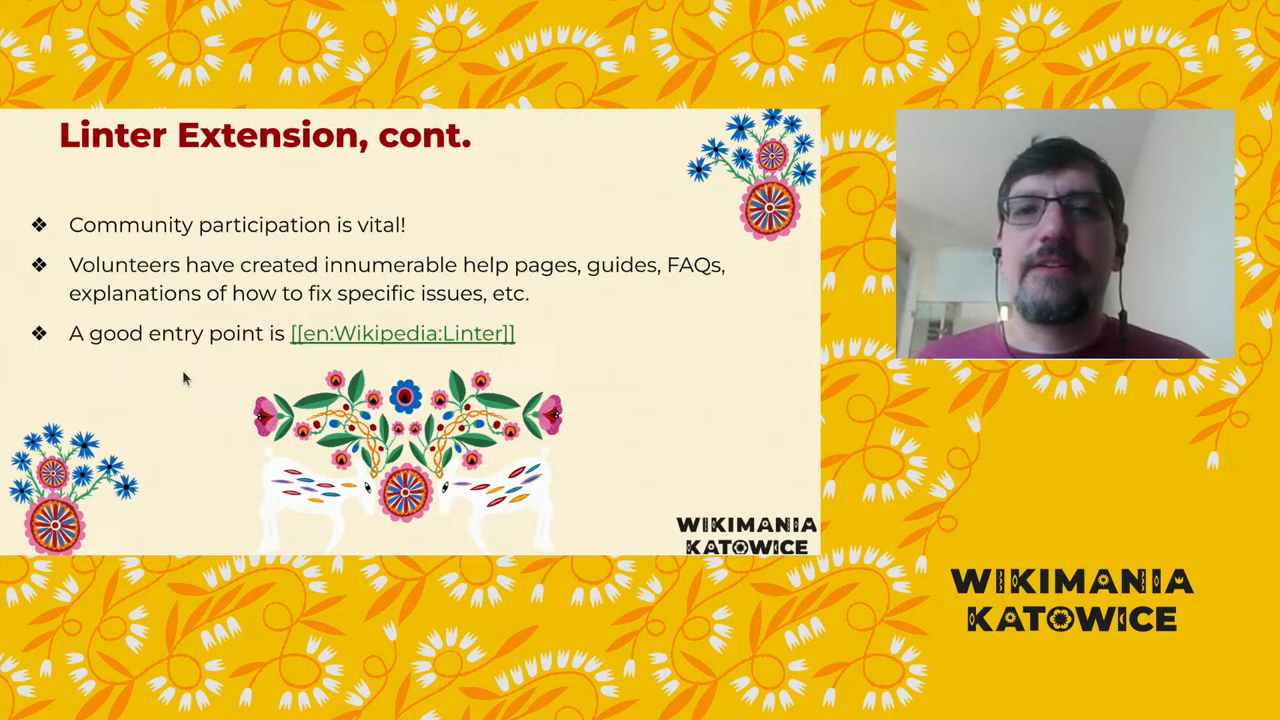 Linter Extension, cont.
❖ Community participation is vital!
❖ Volunteers have created innumerable help pages, guides, FAQs,
explanations of how to fix specific issues, etc.
❖ A good entry point is [[en:Wikipedia:Linter]]
WIKIMANIA
KATOWICE
WIKIMANIA
KATOWICE